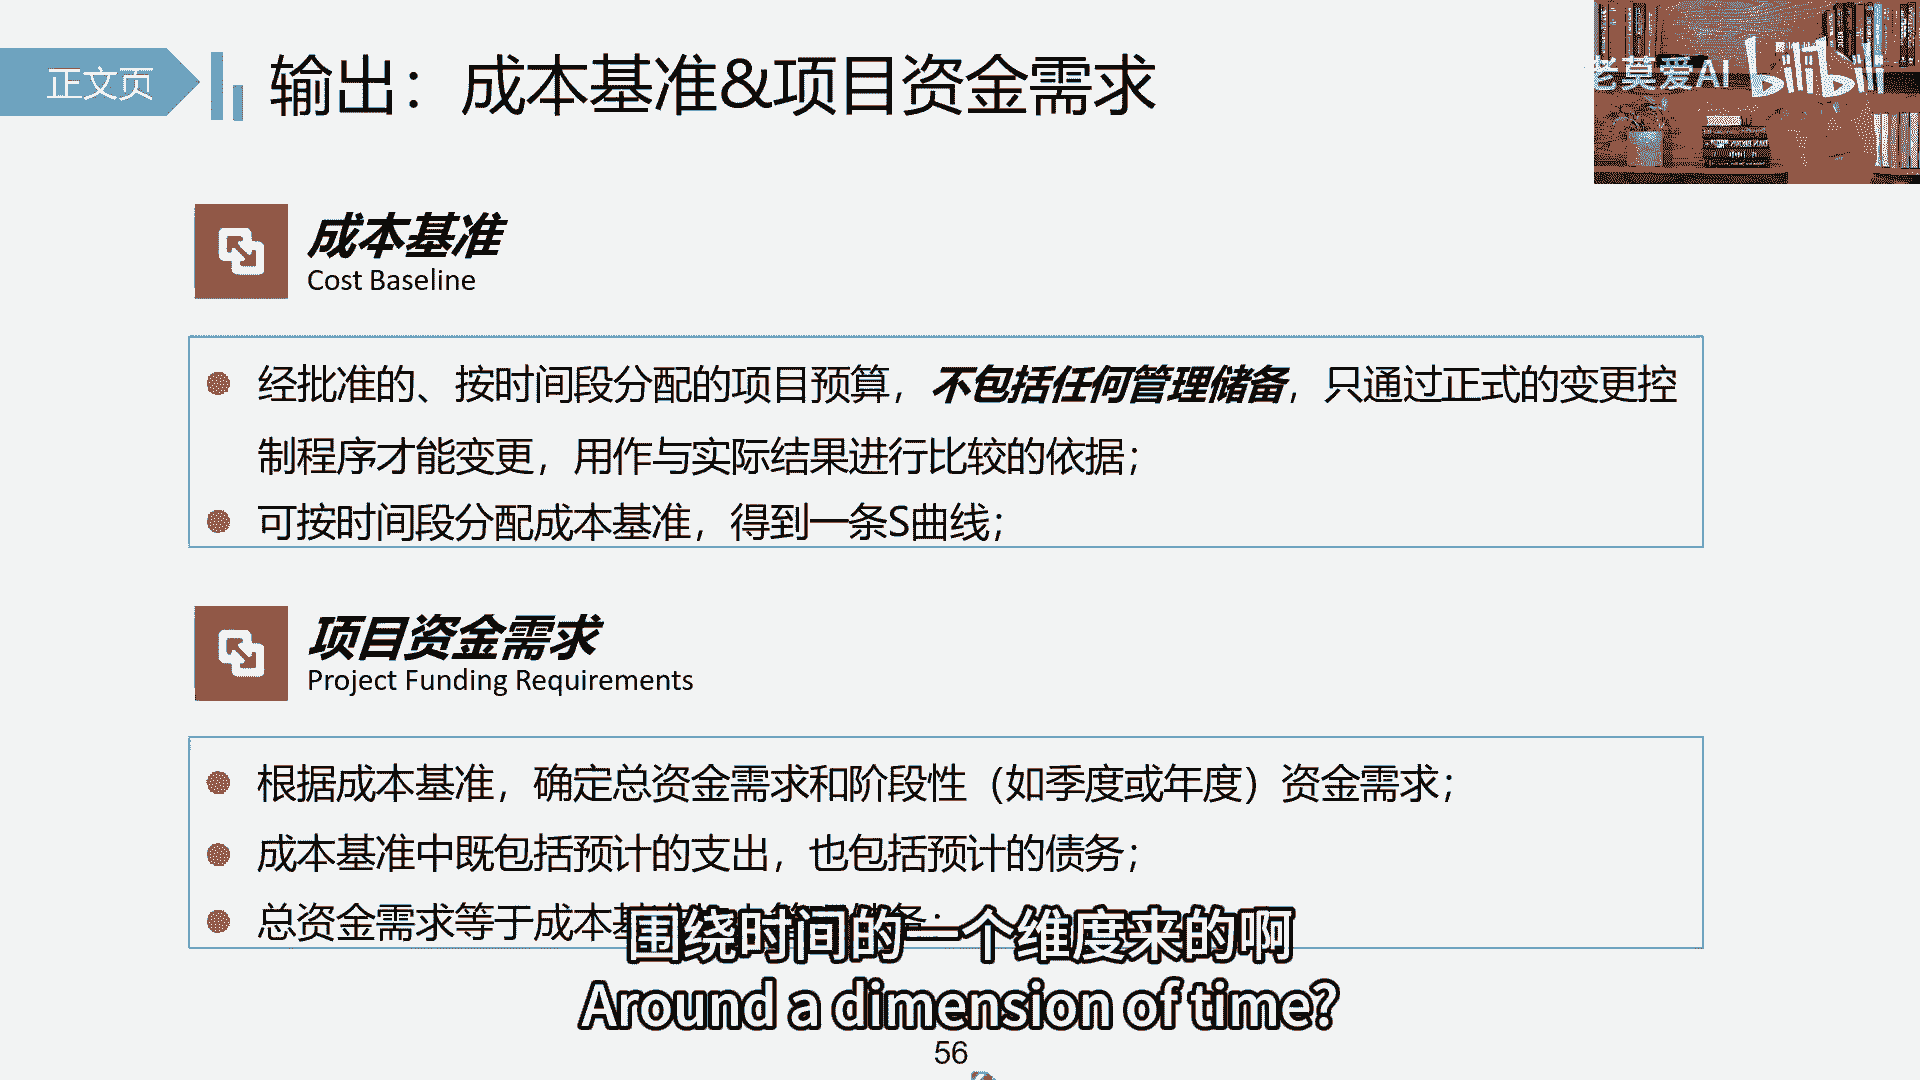 正文页
输出：成本基准&项目资金需求
老莫爱AI bilibili
成本基准
Cost Baseline
经批准的、按时间段分配的项目预算，不包括任何管理储备，只通过正式的变更控
制程序才能变更，用作与实际结果进行比较的依据；
可按时间段分配成本基准，得到一条S曲线；
项目资金需求
Project Funding Requirements
根据成本基准，确定总资金需求和阶段性（如季度或年度）资金需求；
成本基准中既包括预计的支出，也包括预计的债务；
总资金需求等于成本
围绕时间的一个维度来的啊
Around a dimension of time?
56